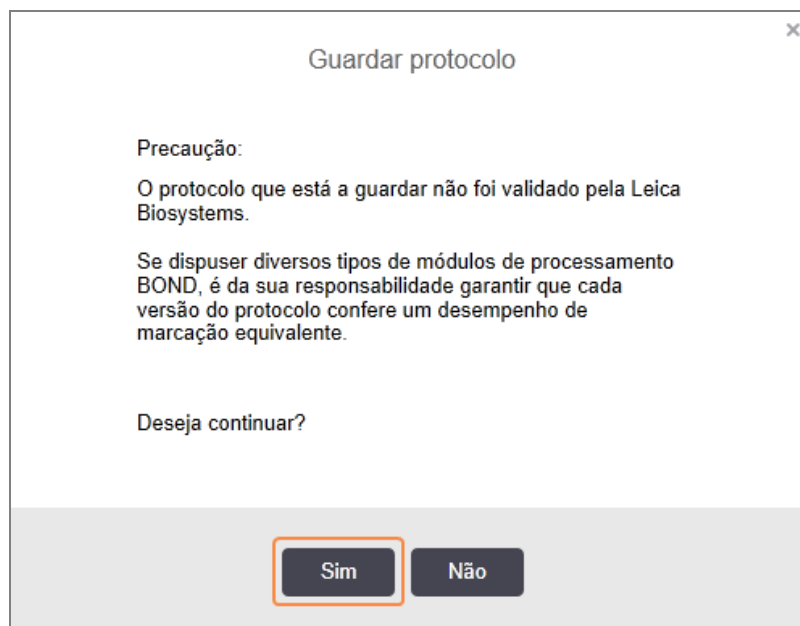 Guardar protocolo
Precaução:
O protocolo que está a guardar não foi validado pela Leica
Biosystems.
Se dispuser diversos tipos de módulos de processamento
BOND, é da sua responsabilidade garantir que cada
versão do protocolo confere um desempenho de
marcação equivalente.
Deseja continuar?
Sim Não